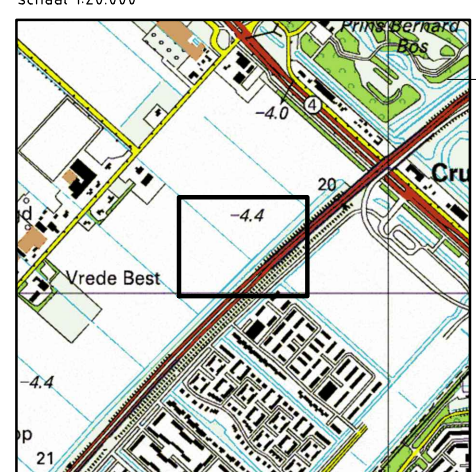 schaal 1:20.000
Prins Bernard
Bos
4
-4.0
Cru
20
-4.4
Vrede Best
-4.4
21